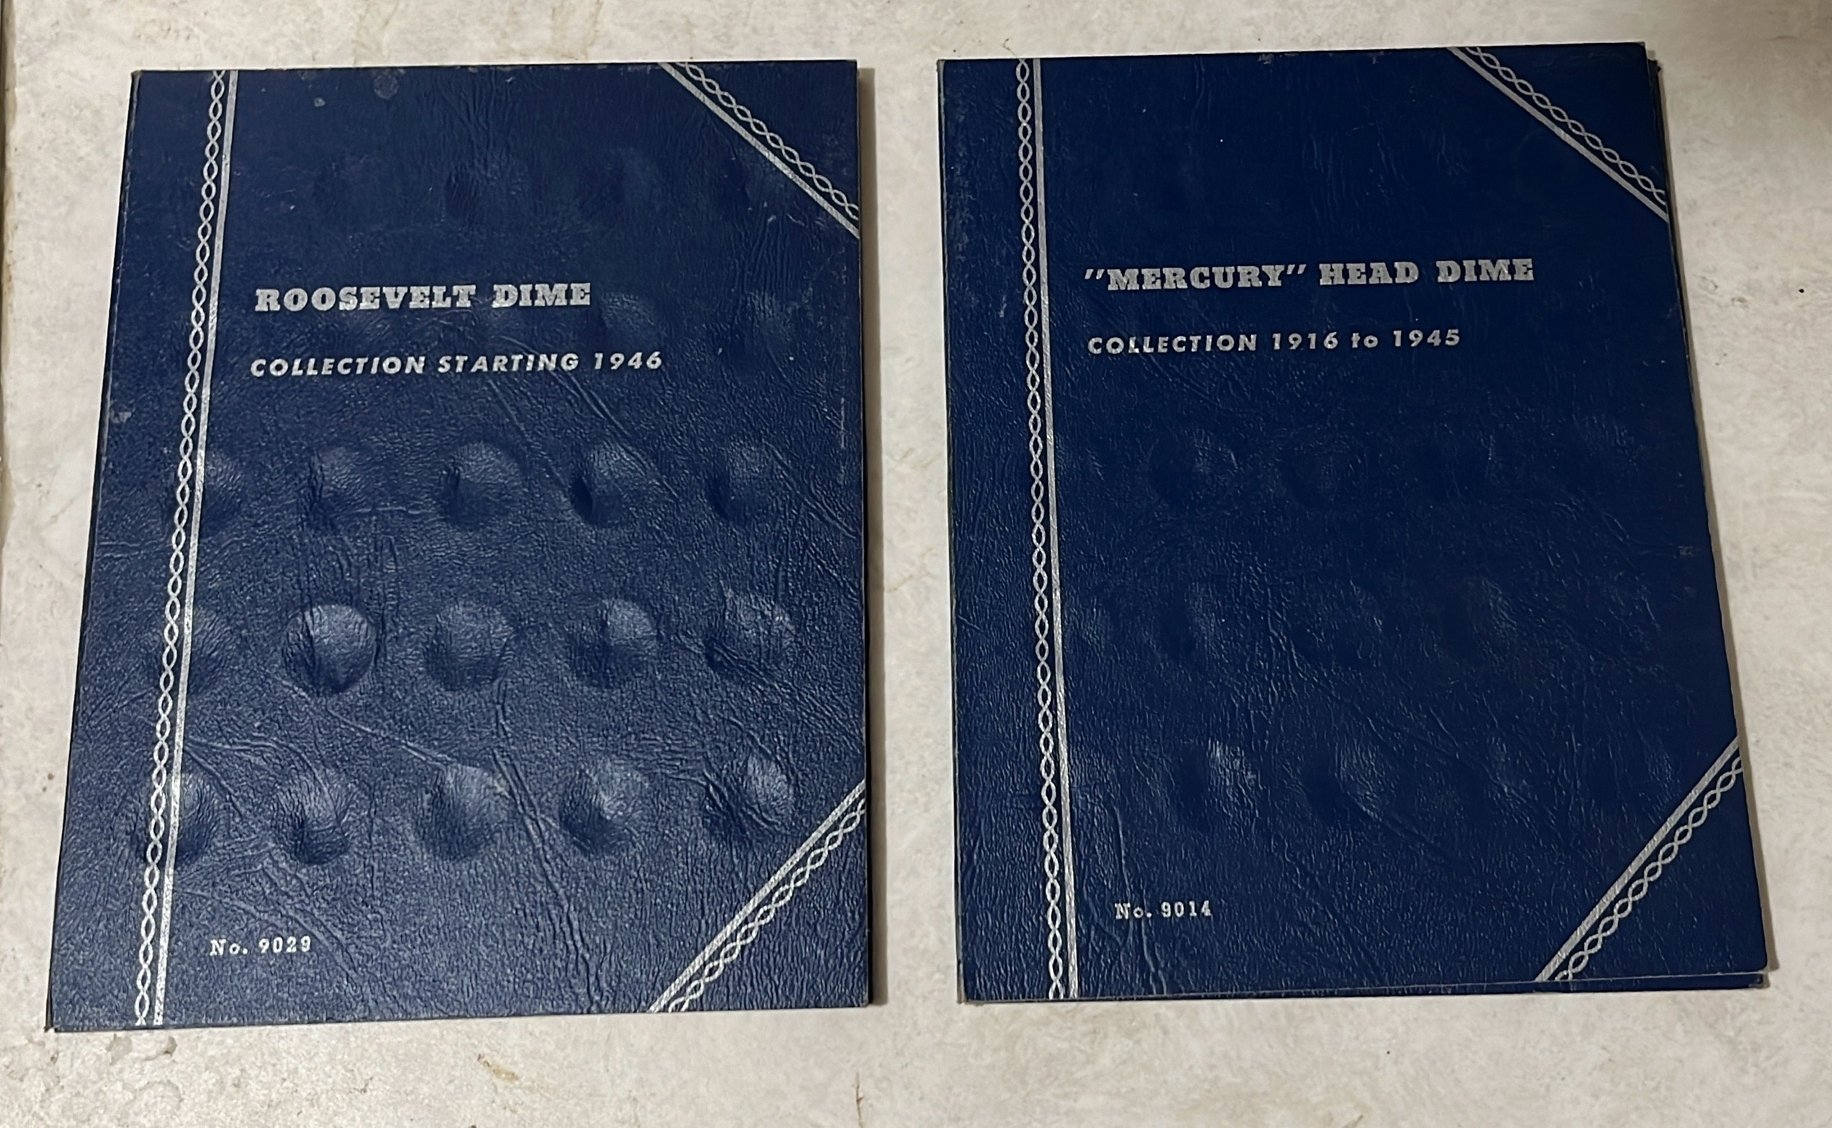 ROOSEVELT DIME
COLLECTION STARTING 1946
No. 9029
"MERCURY" HEAD DIME
COLLECTION 1916 to 1945
No. 9014